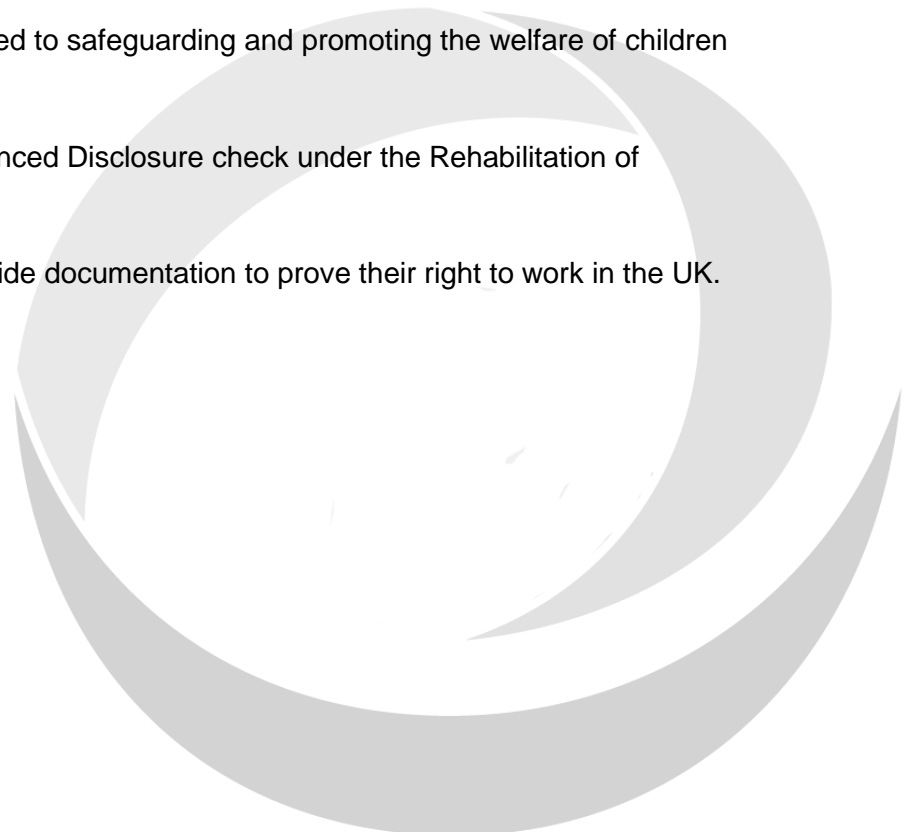 ed to safeguarding and promoting the welfare of children
nced Disclosure check under the Rehabilitation of
ide documentation to prove their right to work in the UK.